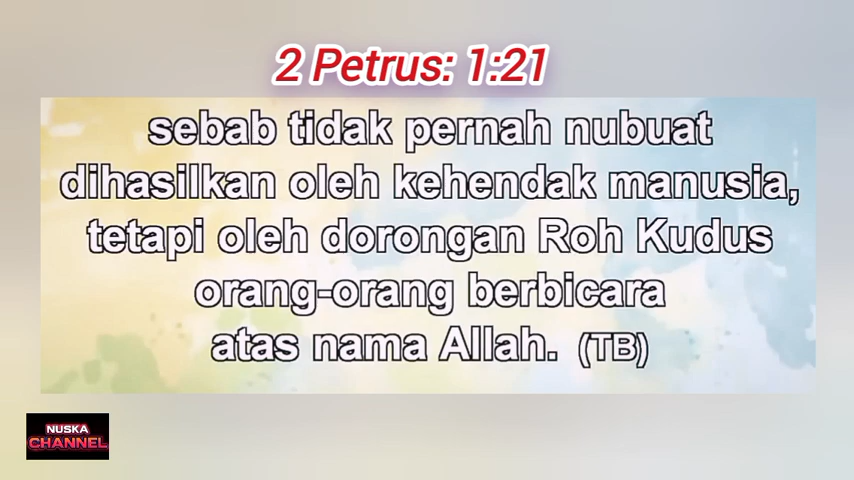 2 Petrus: 1:21
sebab tidak pernah nubuat
dihasilkan oleh kehendak manusia,
tetapi oleh dorongan Roh Kudus
orang-orang berbicara
atas nama Allah. (TB)
NUSKA
CHANNEL